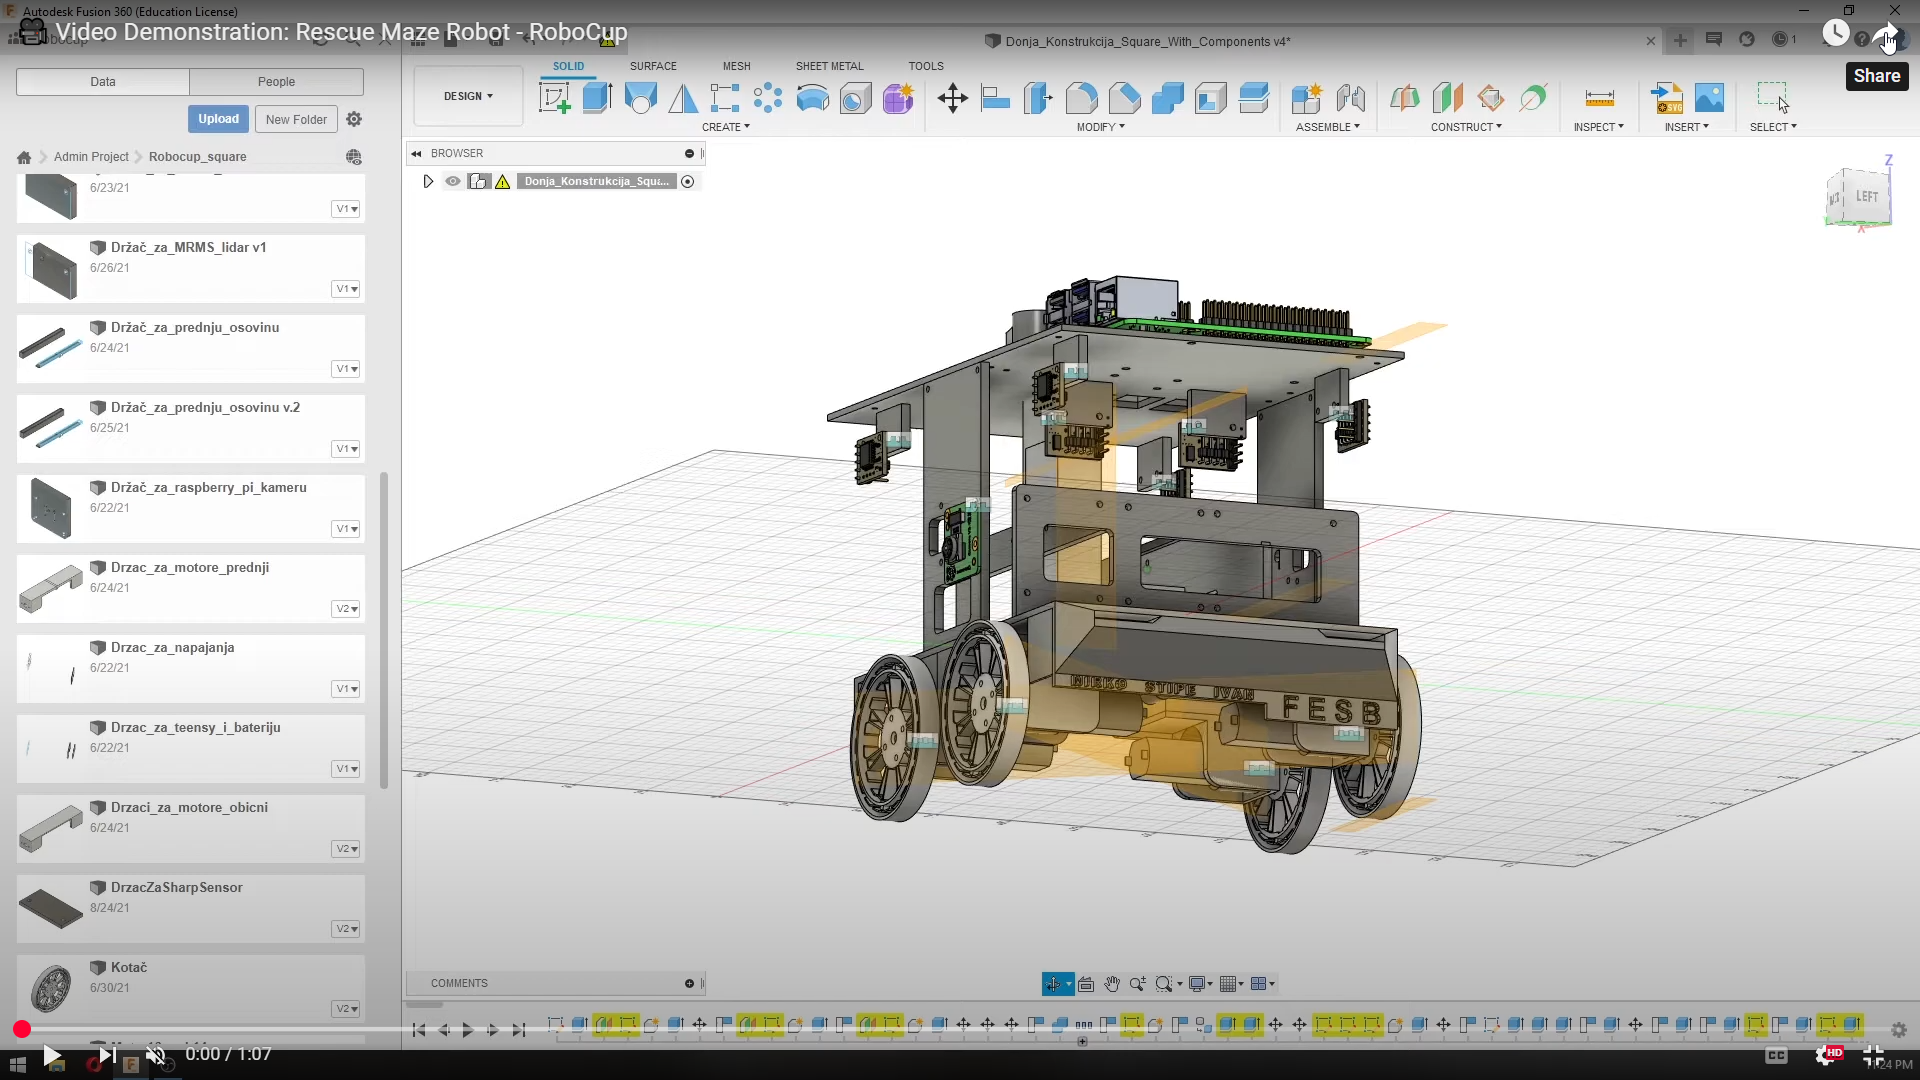 Autodesk Fusion 360 (Education License)
Video Demonstration: Rescue Maze Robot - RoboCup
Donja_Konstrukcija_Square_With_Components v4*
1
Share
Data
People
Upload
New Folder
Admin Project
Robocup_square
DESIGN
SOLID
SURFACE
MESH
SHEET METAL
TOOLS
CREATE
MODIFY
ASSEMBLE
CONSTRUCT
INSPECT
INSERT
SELECT
SVG
BROWSER
Donja_Konstrukcija_Squ...
Z
LEFT
X
6/23/21
V1
Držač_za_MRMS_lidar v1
6/26/21
V1
Držač_za_prednju_osovinu
6/24/21
V1
Držač_za_prednju_osovinu v.2
6/25/21
V1
Držač_za_raspberry_pi_kameru
6/22/21
V1
Drzac_za_motore_prednji
6/24/21
V2
Drzac_za_napajanja
6/22/21
V1
Drzac_za_teensy_i_bateriju
6/22/21
V1
Drzaci_za_motore_obicni
6/24/21
V2
DrzacZaSharpSensor
8/24/21
V2
Kotač
6/30/21
V2
MIRKO STIPE IVAN
FESB
COMMENTS
0:00 / 1:07
CC
HD